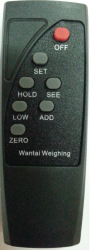 OFF
SET
HOLD SEE
LOW ADD
ZERO
Wantai Weighing